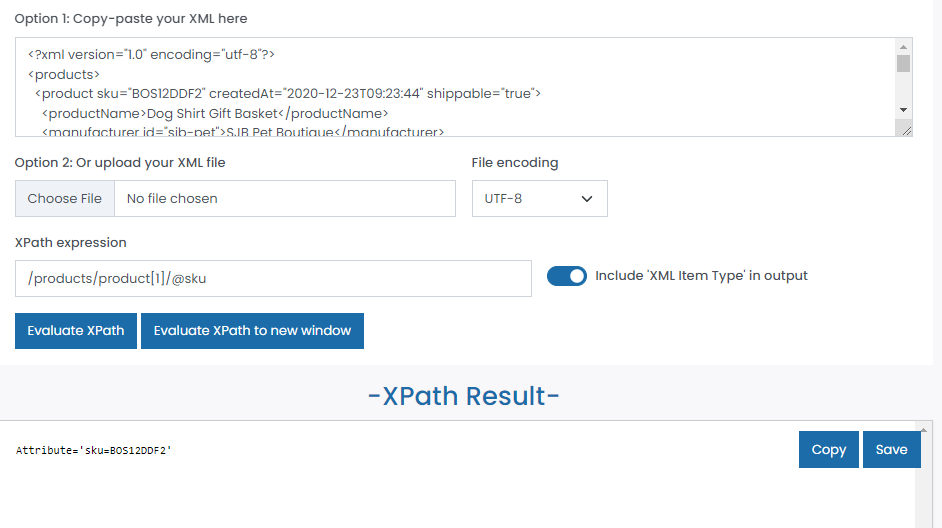 Option 1: Copy-paste your XML here
<?xml version="1.0" encoding="utf-8"?>
<products>
<product sku="BOS12DDF2" createdAt="2020-12-23T09:23:44" shippable="true">
<productName>Dog Shirt Gift Basket</productName>
<manufacturer id="sjb-pet">SJB Pet Boutique</manufacturer>
Option 2: Or upload your XML file
File encoding
Choose File No file chosen
UTF-8
XPath expression
/products/product[1]/@sku
Include 'XML Item Type' in output
Evaluate XPath
Evaluate XPath to new window
-XPath Result-
Attribute='sku=BOS12DDF2'
Copy
Save